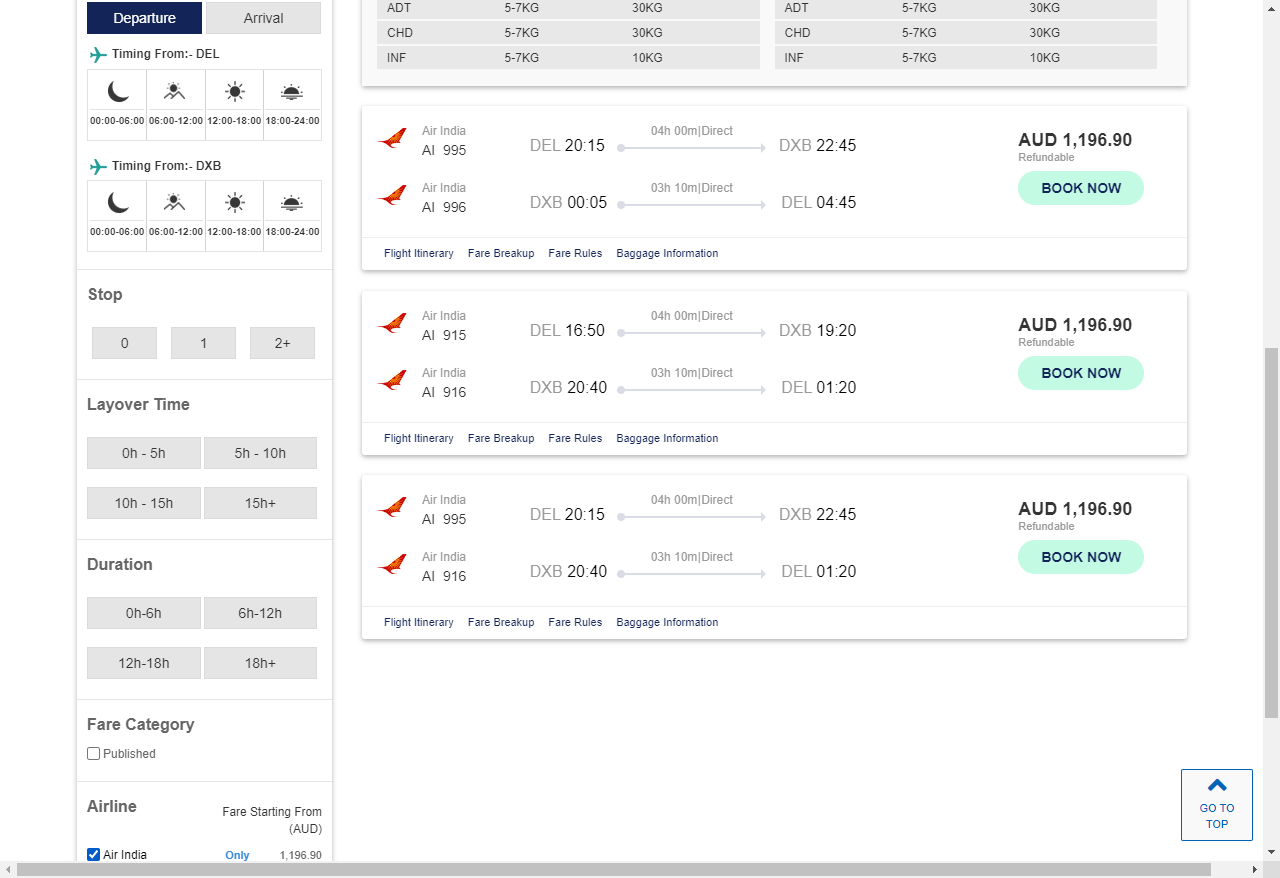 Departure Arrival
Timing From:- DEL
00:00-06:00 06:00-12:00 12:00-18:00 18:00-24:00
Timing From:- DXB
00:00-06:00 06:00-12:00 12:00-18:00 18:00-24:00
Stop
0 1 2+
Layover Time
0h - 5h 5h - 10h
10h - 15h 15h+
Duration
0h-6h 6h-12h
12h-18h 18h+
Fare Category
Published
Airline
Fare Starting From
(AUD)
Air India Only 1,196.90
ADT 5-7KG 30KG ADT 5-7KG 30KG
CHD 5-7KG 30KG CHD 5-7KG 30KG
INF 5-7KG 10KG INF 5-7KG 10KG
Air India
AI 995
DEL 20:15
04h 00m|Direct
DXB 22:45
Air India
AI 996
DXB 00:05
03h 10m|Direct
DEL 04:45
AUD 1,196.90
Refundable
BOOK NOW
Flight Itinerary Fare Breakup Fare Rules Baggage Information
Air India
AI 915
DEL 16:50
04h 00m|Direct
DXB 19:20
Air India
AI 916
DXB 20:40
03h 10m|Direct
DEL 01:20
AUD 1,196.90
Refundable
BOOK NOW
Flight Itinerary Fare Breakup Fare Rules Baggage Information
Air India
AI 995
DEL 20:15
04h 00m|Direct
DXB 22:45
Air India
AI 916
DXB 20:40
03h 10m|Direct
DEL 01:20
AUD 1,196.90
Refundable
BOOK NOW
Flight Itinerary Fare Breakup Fare Rules Baggage Information
GO TO
TOP